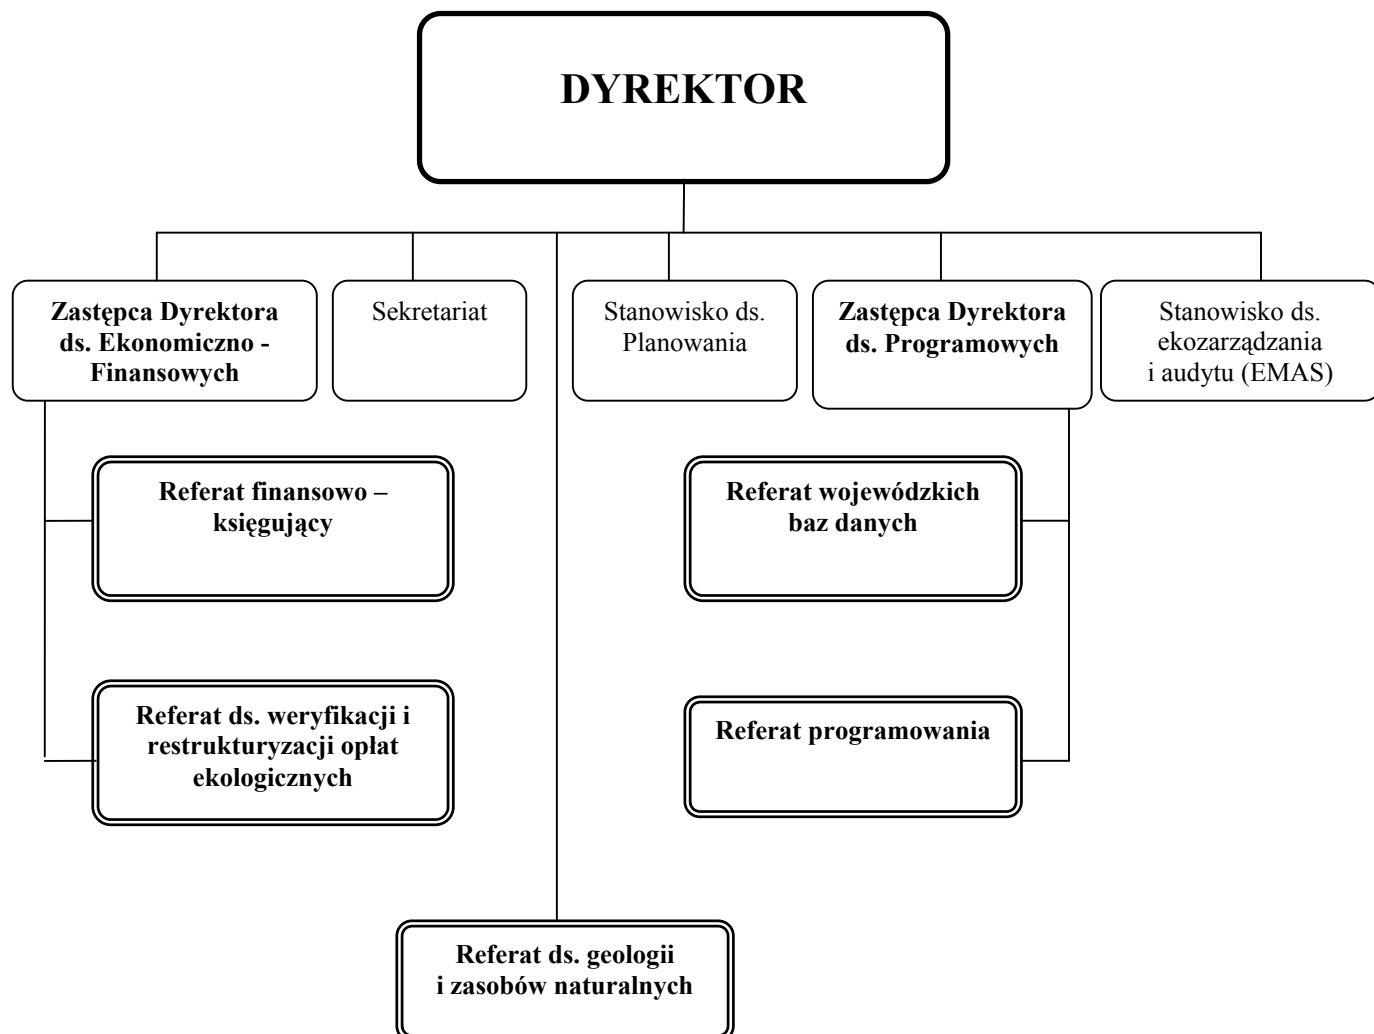 DYREKTOR
Zastępca Dyrektora
ds. Ekonomiczno -
Finansowych
Sekretariat
Stanowisko ds.
Planowania
Zastępca Dyrektora
ds. Programowych
Stanowisko ds.
ekozarządzania
i audytu (EMAS)
Referat finansowo –
księgujący
Referat wojewódzkich
baz danych
Referat ds. weryfikacji i
restrukturyzacji opłat
ekologicznych
Referat programowania
Referat ds. geologii
i zasobów naturalnych